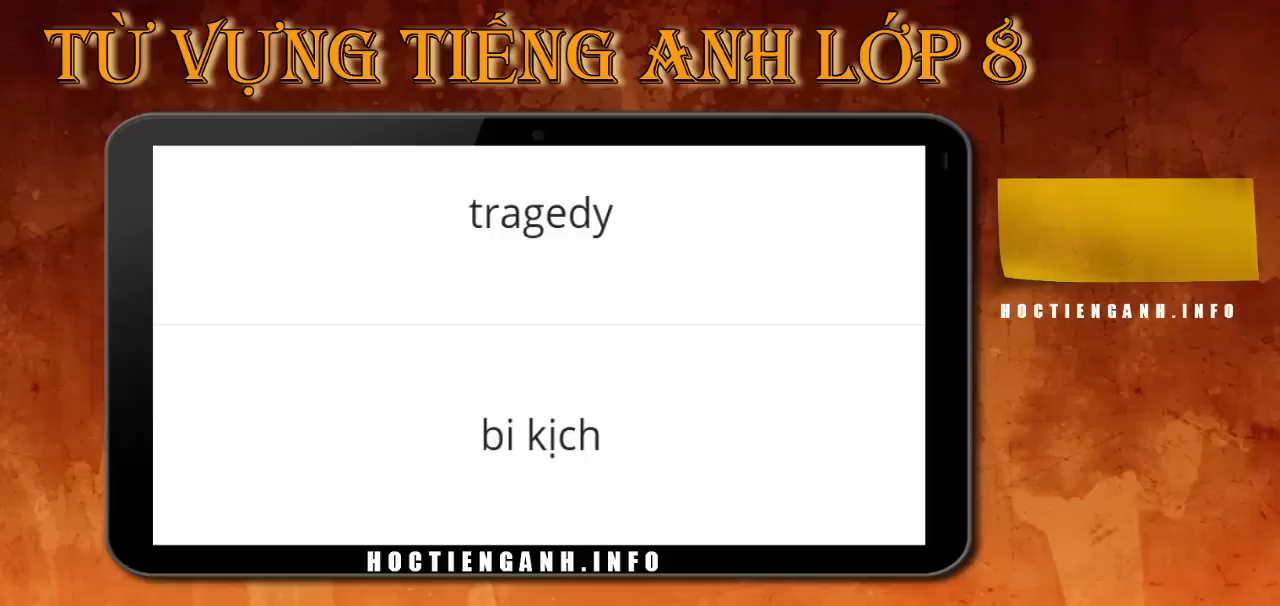 TỪ VỰNG TIẾNG ANH LỚP 8
tragedy
bi kịch
HOCTIENGANH.INFO
HOCTIENGANH.INFO